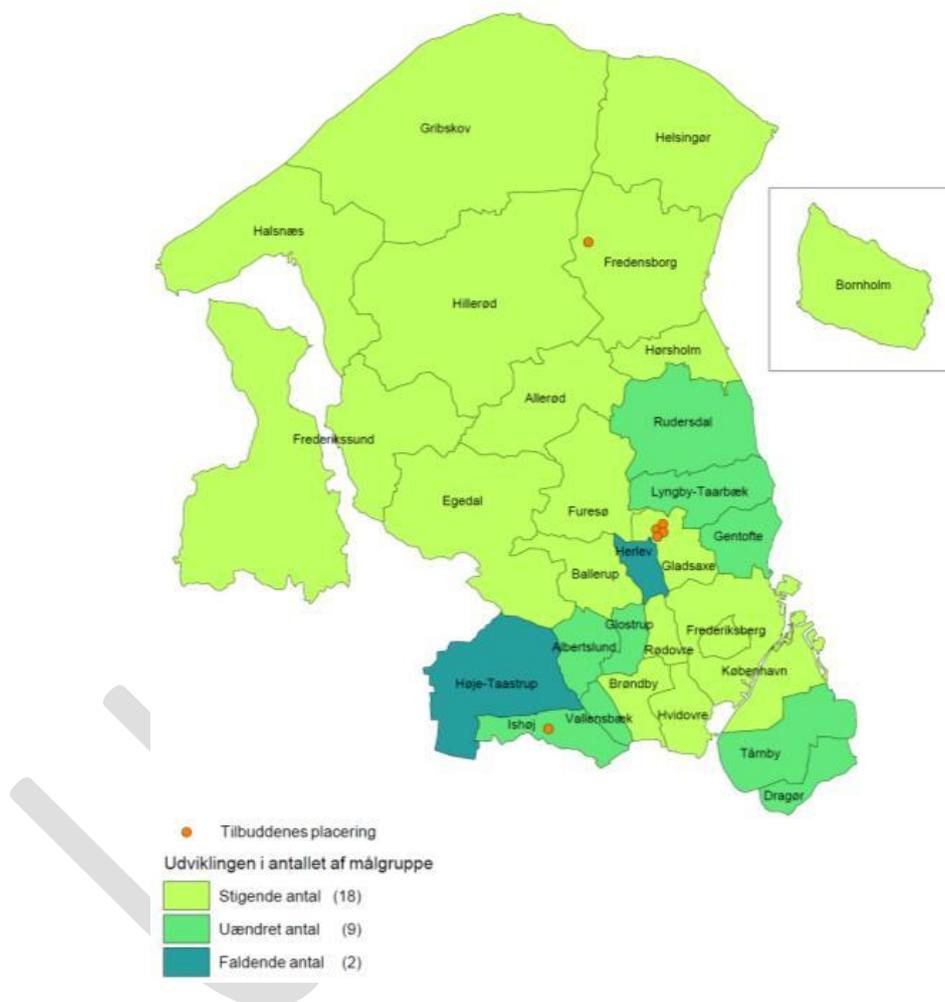 Gribskov
Helsingør
Halsnæs
Fredensborg
Bornholm
Hillerød
Hørsholm
Allerød
Rudersdal
Frederikssund
Egedal
Lyngby-Taarbæk
Furesø
Gentofte
Herlev
Gladsaxe
Ballerup
Glostrup
Frederiksberg
Albertslund
Rødovre
København
Høje-Taastrup
Brøndby
Hvidovre
Ishøj
Vallensbæk
Tårnby
Dragør
Tilbuddenes placering
Udviklingen i antallet af målgruppe
Stigende antal (18)
Uændret antal (9)
Faldende antal (2)